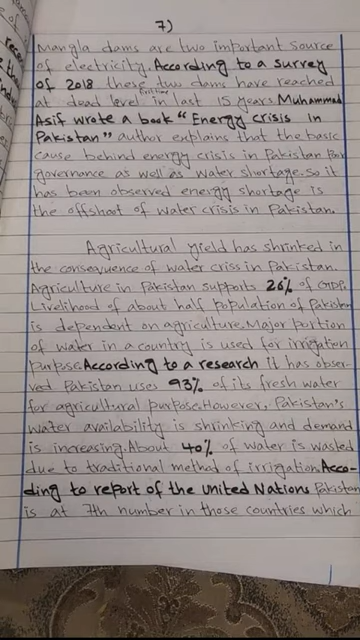 7)
Mangla dams are two important source
of electricity. According to a survey
of 2018 these two dams have reached
at dead level first time in last 15 years Muhammad
Asif wrote a book "Energy crisis in
Pakistan" author explains that the basic
cause behind energy crisis in Pakistan
governance as well as water shortage. So it
has been observed energy shortage is
the offshoot of water crisis in Pakistan.
Agricultural yield has shrinked in
the consequence of water criss in Pakistan.
Agriculture in Pakistan supports 26% of GDP.
Livelihood of about half population of Pakistan
is dependent on agriculture. Major portion
of water in a country is used for irrigation
purpose. According to a research it has obser-
ved Pakistan uses 93% of its fresh water
for agricultural purpose. However, Pakistan's
water availability is shrinking and demand
is increasing. About 40% of water is wasted
due to traditional method of irrigation. Acco-
ding to report of the united Nations Pakistan
is at 7th number in those countries which